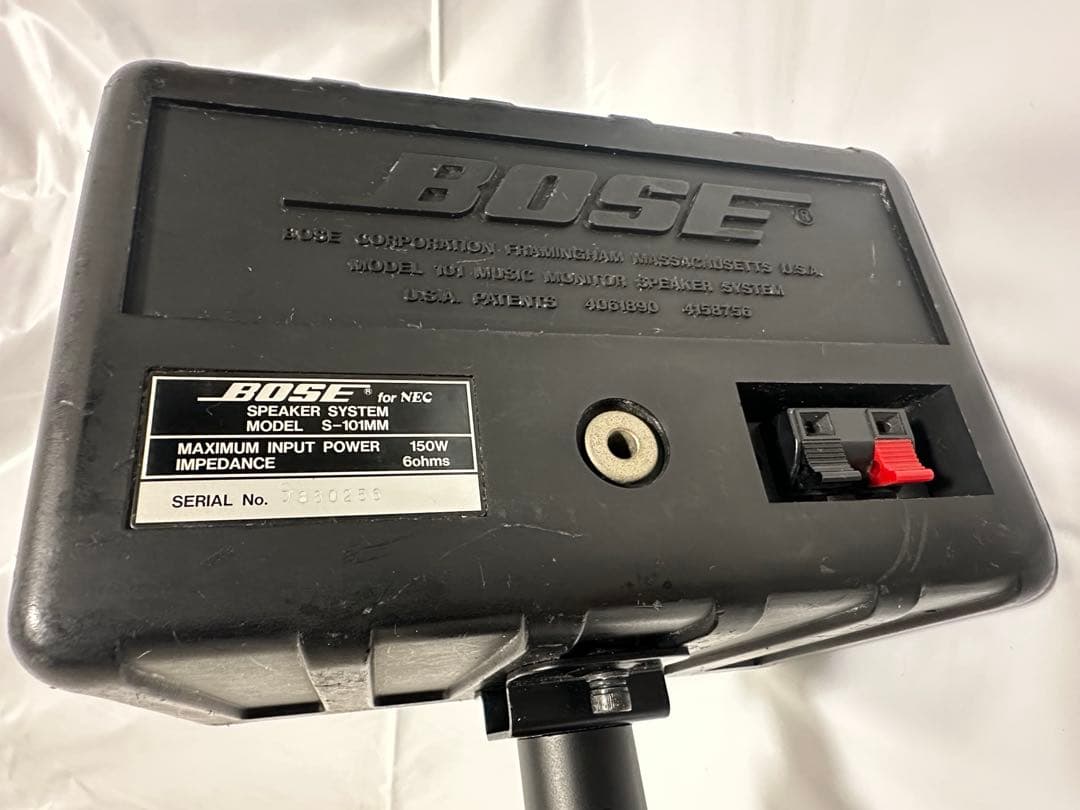 BOSE®
BOSE CORPORATION FRAMINGHAM MASSACHUSETTS U.S.A.
MODEL 101 MUSIC MONITOR SPEAKER SYSTEM
U.S.A. PATENTS 4061890 4158756
BOSE® for NEC
SPEAKER SYSTEM
MODEL S-101MM
MAXIMUM INPUT POWER 150W
IMPEDANCE 6ohms
SERIAL No.